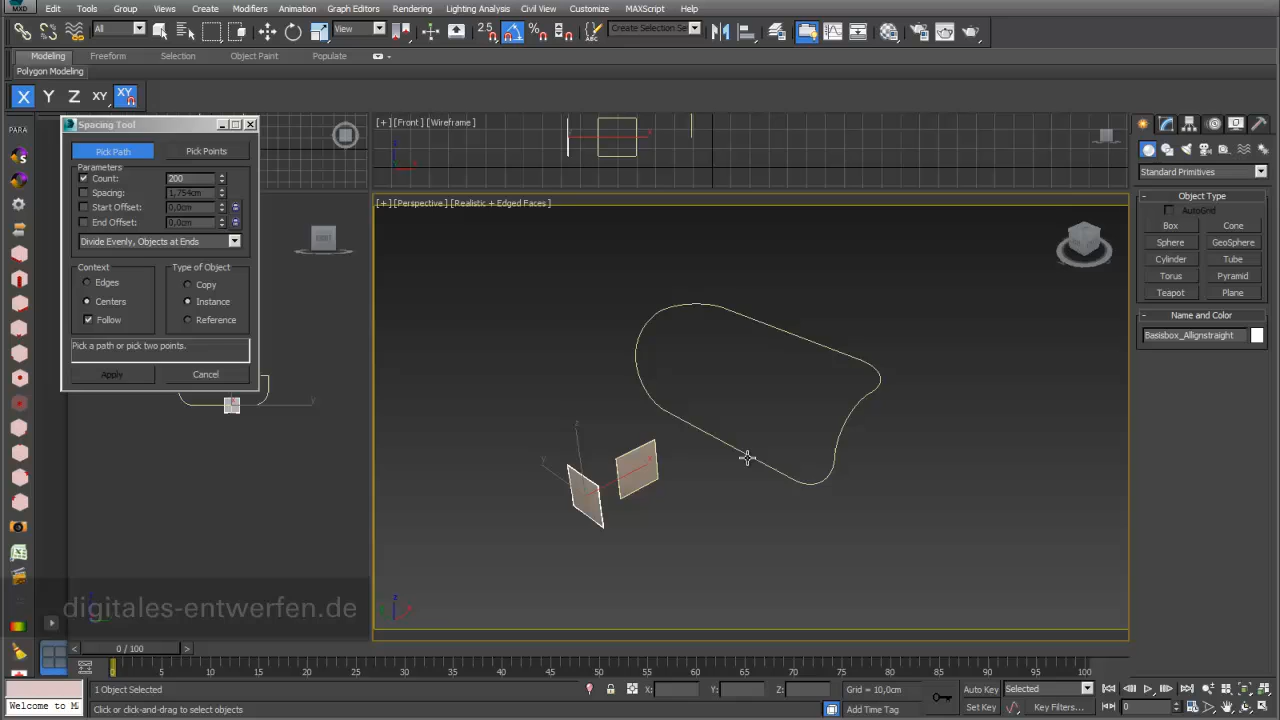 MXD
Edit Tools Group Views Create Modifiers Animation Graph Editors Rendering Lighting Analysis Civil View Customize MAXScript Help
All View 2.5 % ABC Create Selection Se
Modeling Freeform Selection Object Paint Populate
Polygon Modeling
X Y Z XY XY
PARA
Spacing Tool
Pick Path Pick Points
Parameters
Count: 200
Spacing: 1,754cm
Start Offset: 0,0cm
End Offset: 0,0cm
Divide Evenly, Objects at Ends
Context Type of Object
Edges Copy
Centers Instance
Follow Reference
Pick a path or pick two points.
Apply Cancel
[+] [Front] [Wireframe]
[+] [Perspective] [Realistic + Edged Faces]
Standard Primitives
- Object Type
AutoGrid
Box Cone
Sphere GeoSphere
Cylinder Tube
Torus Pyramid
Teapot Plane
- Name and Color
Basisbox_Allignstraight
digitales-entwerfen.de
< 0 / 100 >
0 5 10 15 20 25 30 35 40 45 50 55 60 65 70 75 80 85 90 95 100
1 Object Selected X: Y: Z: Grid = 10,0cm Auto Key Selected
Welcome to M Click or click-and-drag to select objects Add Time Tag Set Key Key Filters... 0